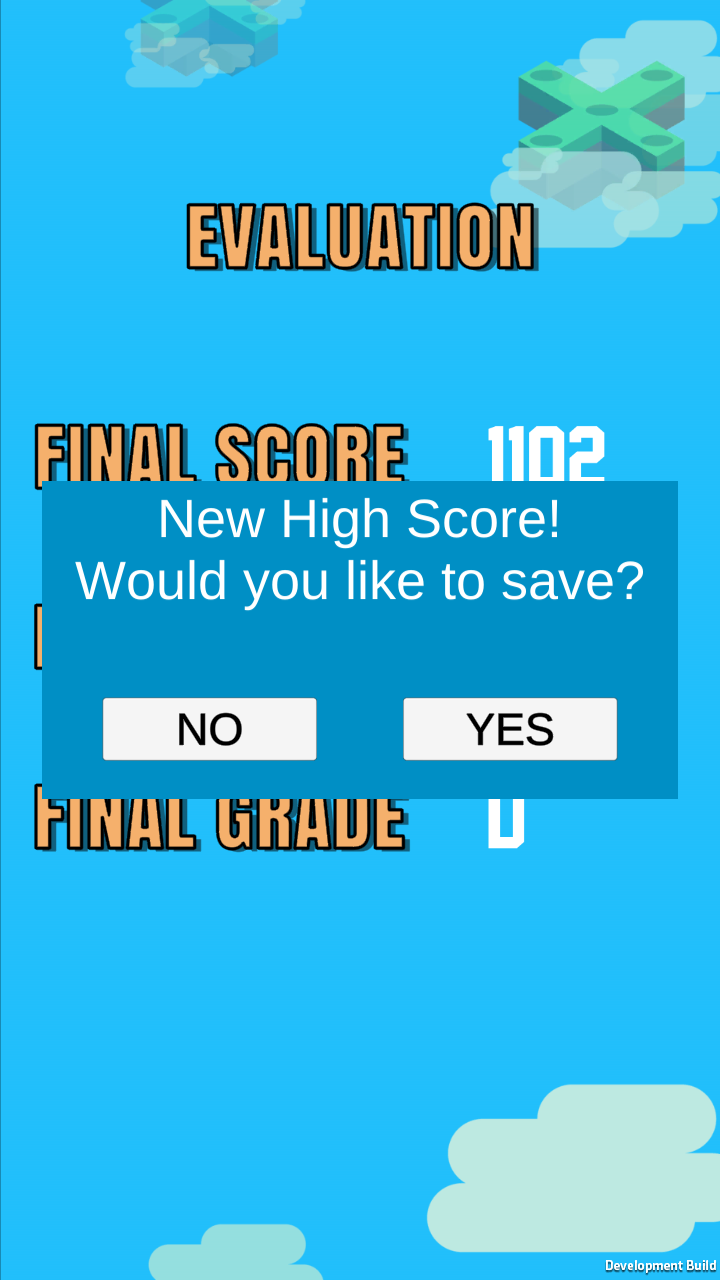 EVALUATION
FINAL SCORE 1102
New High Score!
Would you like to save?
NO YES
FINAL GRADE
Development Build